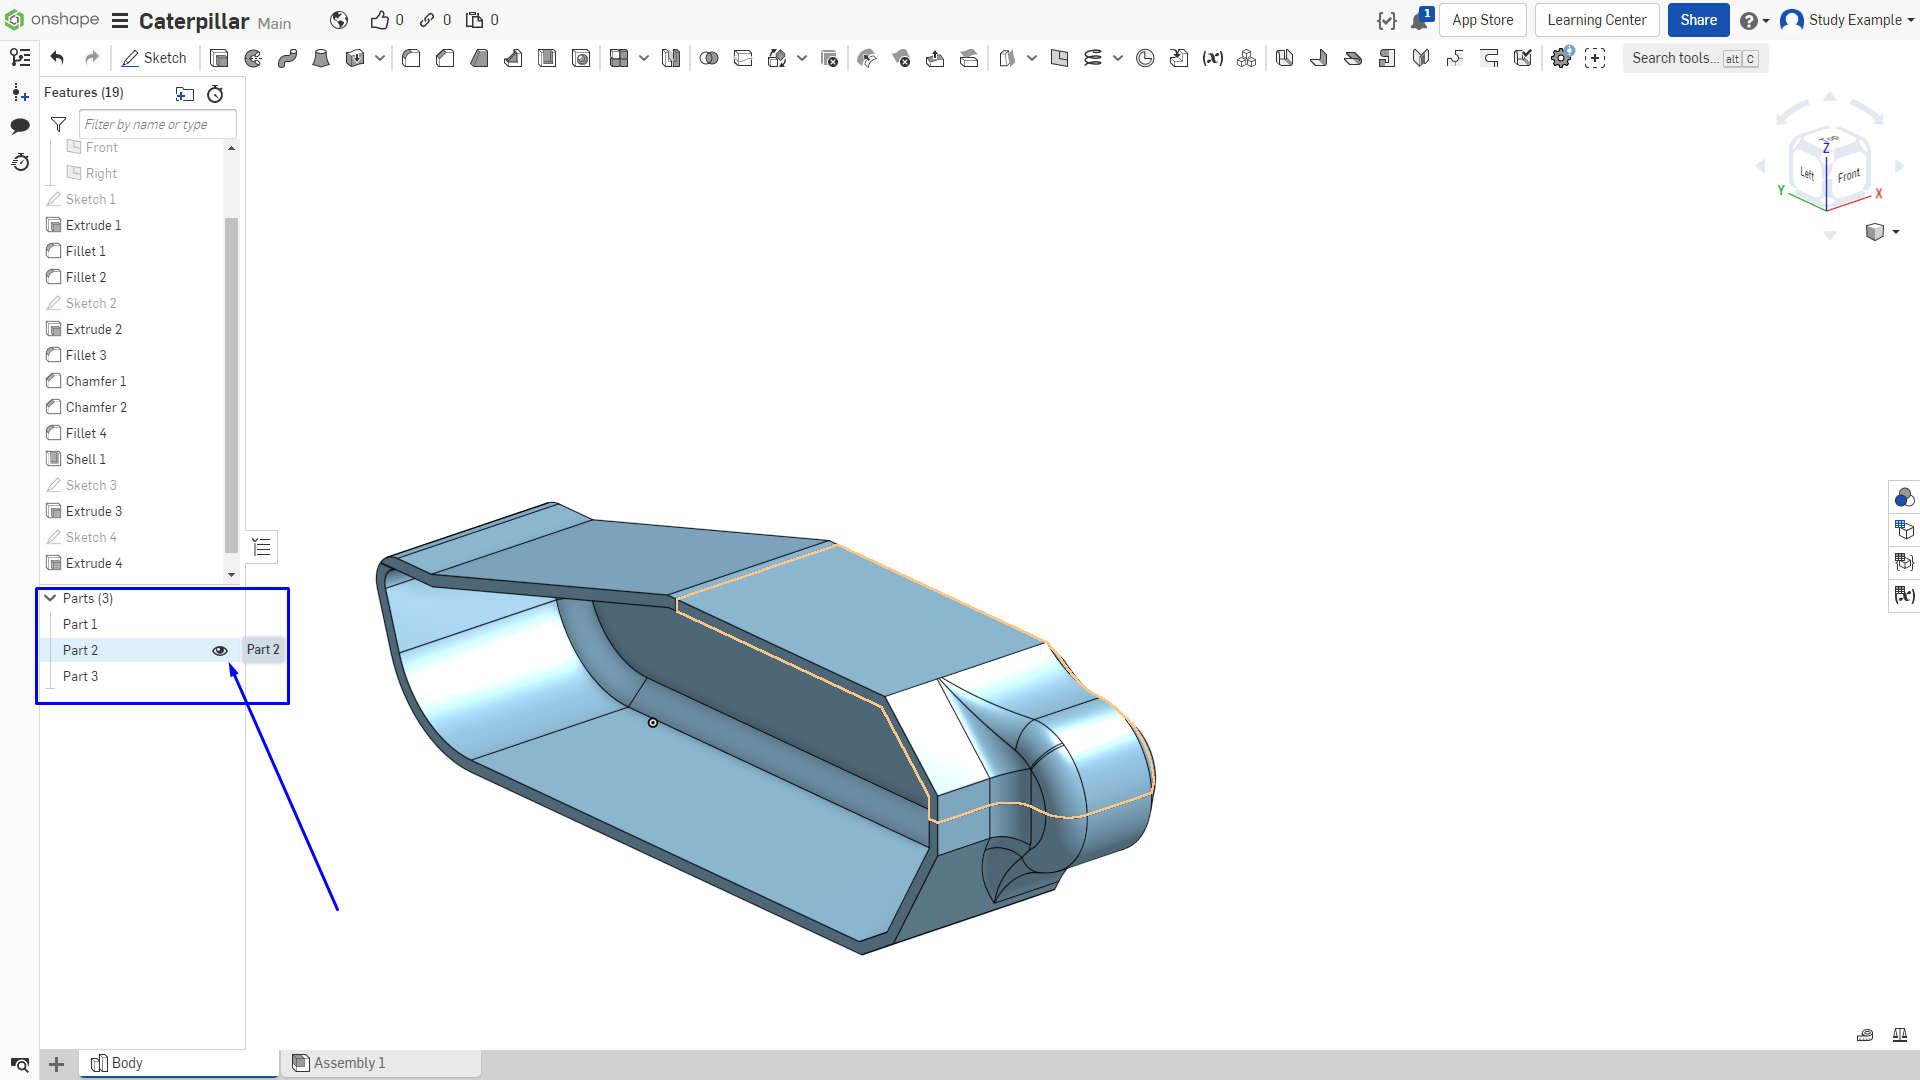 onshape Caterpillar Main 0 0 0 1 App Store Learning Center Share Study Example
Sketch (x) Search tools... alt C
Features (19)
Filter by name or type
Front
Right
Sketch 1
Extrude 1
Fillet 1
Fillet 2
Sketch 2
Extrude 2
Fillet 3
Chamfer 1
Chamfer 2
Fillet 4
Shell 1
Sketch 3
Extrude 3
Sketch 4
Extrude 4
Parts (3)
Part 1
Part 2 Part 2
Part 3
Top
Z
Left Front
Y X
(x)
Body Assembly 1